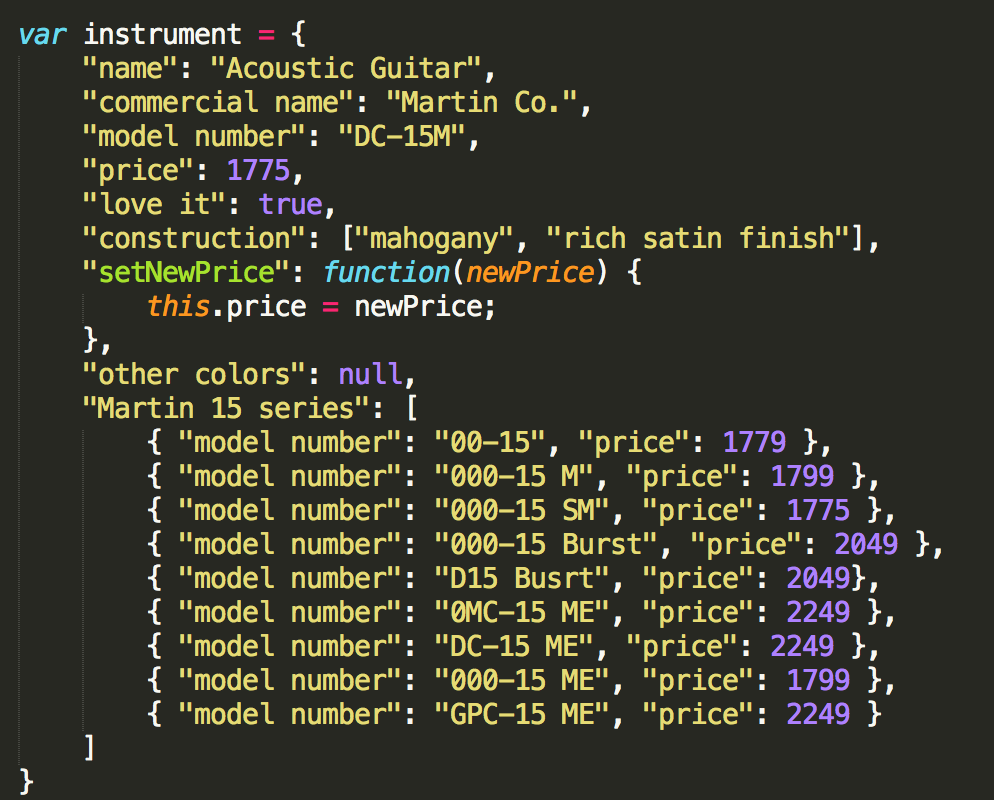 var instrument = {
    "name": "Acoustic Guitar",
    "commercial name": "Martin Co.",
    "model number": "DC-15M",
    "price": 1775,
    "love it": true,
    "construction": ["mahogany", "rich satin finish"],
    "setNewPrice": function(newPrice) {
        this.price = newPrice;
    },
    "other colors": null,
    "Martin 15 series": [
        { "model number": "00-15", "price": 1779 },
        { "model number": "000-15 M", "price": 1799 },
        { "model number": "000-15 SM", "price": 1775 },
        { "model number": "000-15 Burst", "price": 2049 },
        { "model number": "D15 Busrt", "price": 2049},
        { "model number": "0MC-15 ME", "price": 2249 },
        { "model number": "DC-15 ME", "price": 2249 },
        { "model number": "000-15 ME", "price": 1799 },
        { "model number": "GPC-15 ME", "price": 2249 }
    ]
}